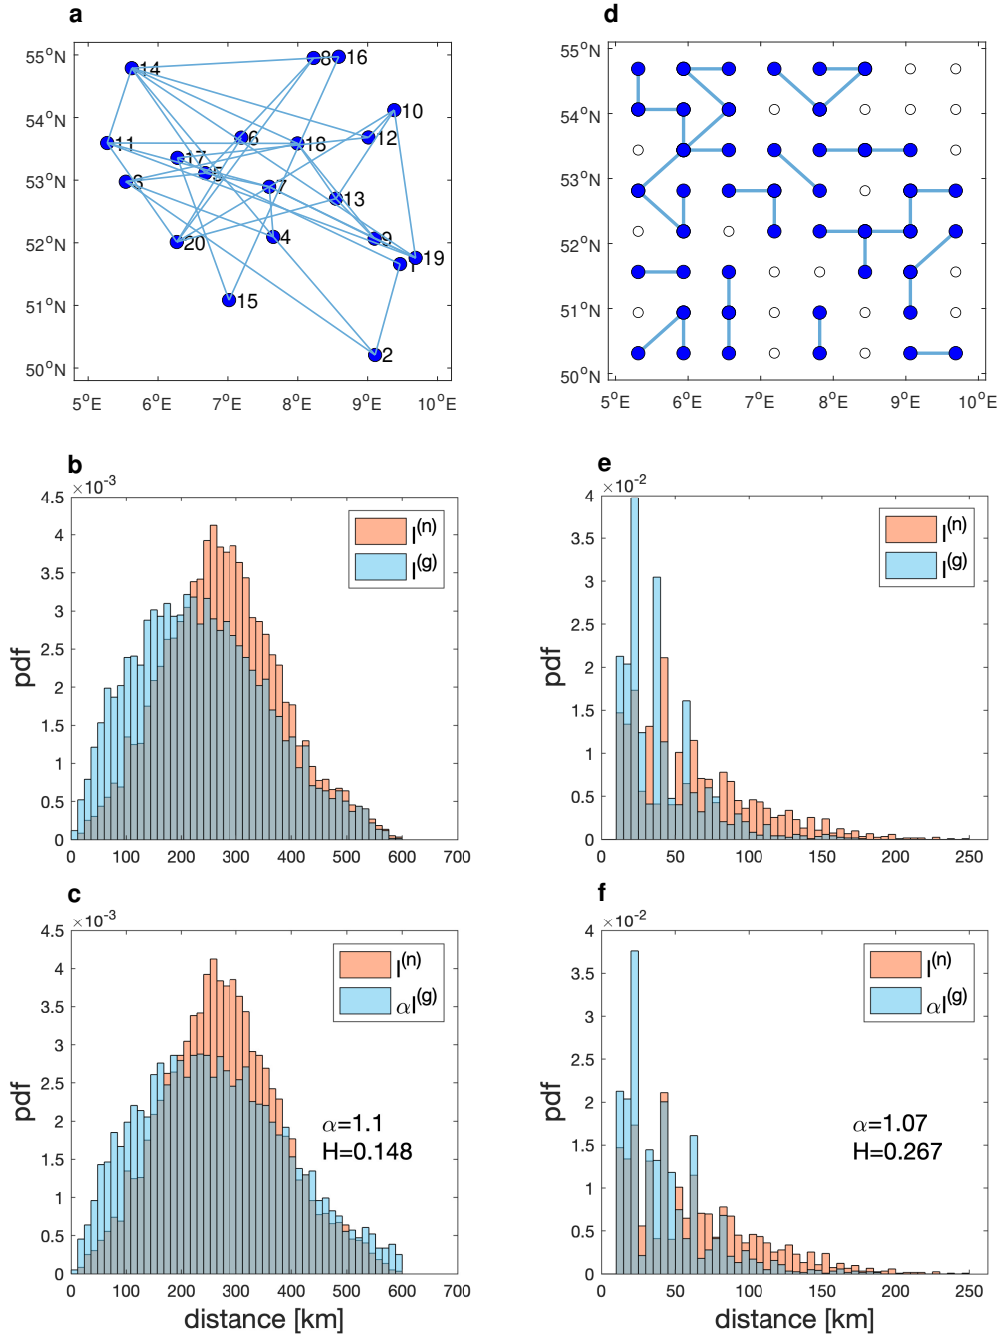 a
55°N
54°N
53°N
52°N
51°N
50°N
5°E
6°E
7°E
8°E
9°E
10°E
14
8
16
10
11
17
5
6
18
12
3
7
13
20
4
9
19
1
15
2
d
55°N
54°N
53°N
52°N
51°N
50°N
5°E
6°E
7°E
8°E
9°E
10°E
b
×10⁻³
4.5
4
3.5
3
2.5
2
1.5
1
0.5
0
pdf
l(n)
l(g)
0
100
200
300
400
500
600
700
e
×10⁻²
4
3.5
3
2.5
2
1.5
1
0.5
0
pdf
l(n)
l(g)
0
50
100
150
200
250
c
×10⁻³
4.5
4
3.5
3
2.5
2
1.5
1
0.5
0
pdf
l(n)
αl(g)
α=1.1
H=0.148
0
100
200
300
400
500
600
700
distance [km]
f
×10⁻²
4
3.5
3
2.5
2
1.5
1
0.5
0
pdf
l(n)
αl(g)
α=1.07
H=0.267
0
50
100
150
200
250
distance [km]